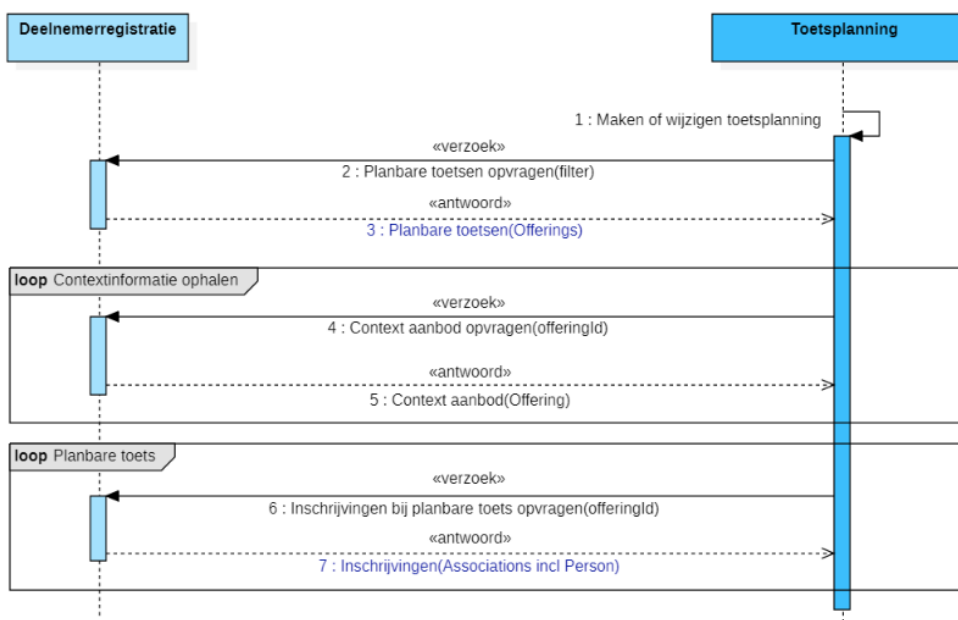 Deelnemerregistratie
Toetsplanning
1 : Maken of wijzigen toetsplanning
«verzoek»
2 : Planbare toetsen opvragen(filter)
«antwoord»
3 : Planbare toetsen(Offerings)
loop Contextinformatie ophalen
«verzoek»
4 : Context aanbod opvragen(offeringId)
«antwoord»
5 : Context aanbod(Offering)
loop Planbare toets
«verzoek»
6 : Inschrijvingen bij planbare toets opvragen(offeringId)
«antwoord»
7 : Inschrijvingen(Associations incl Person)